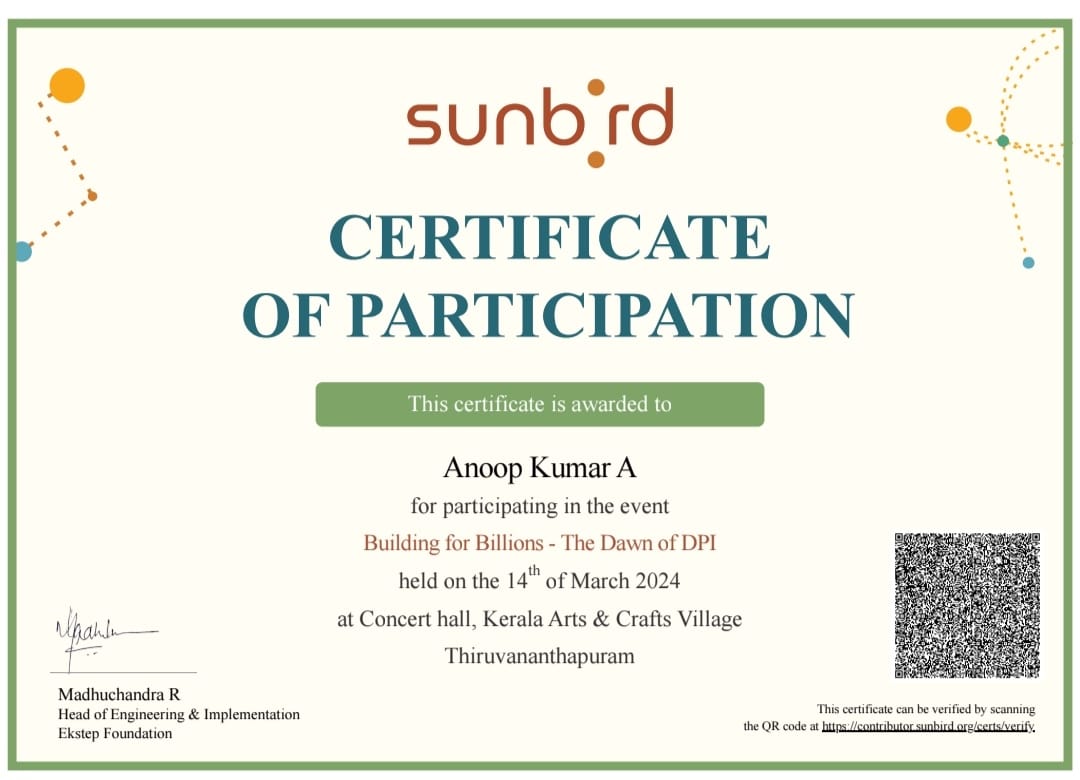 sunbird
CERTIFICATE
OF PARTICIPATION
This certificate is awarded to
Anoop Kumar A
for participating in the event
Building for Billions - The Dawn of DPI
held on the 14th of March 2024
at Concert hall, Kerala Arts & Crafts Village
Thiruvananthapuram
Madhuchandra R
Head of Engineering & Implementation
Ekstep Foundation
This certificate can be verified by scanning
the QR code at https://contributor.sunbird.org/certs/verify